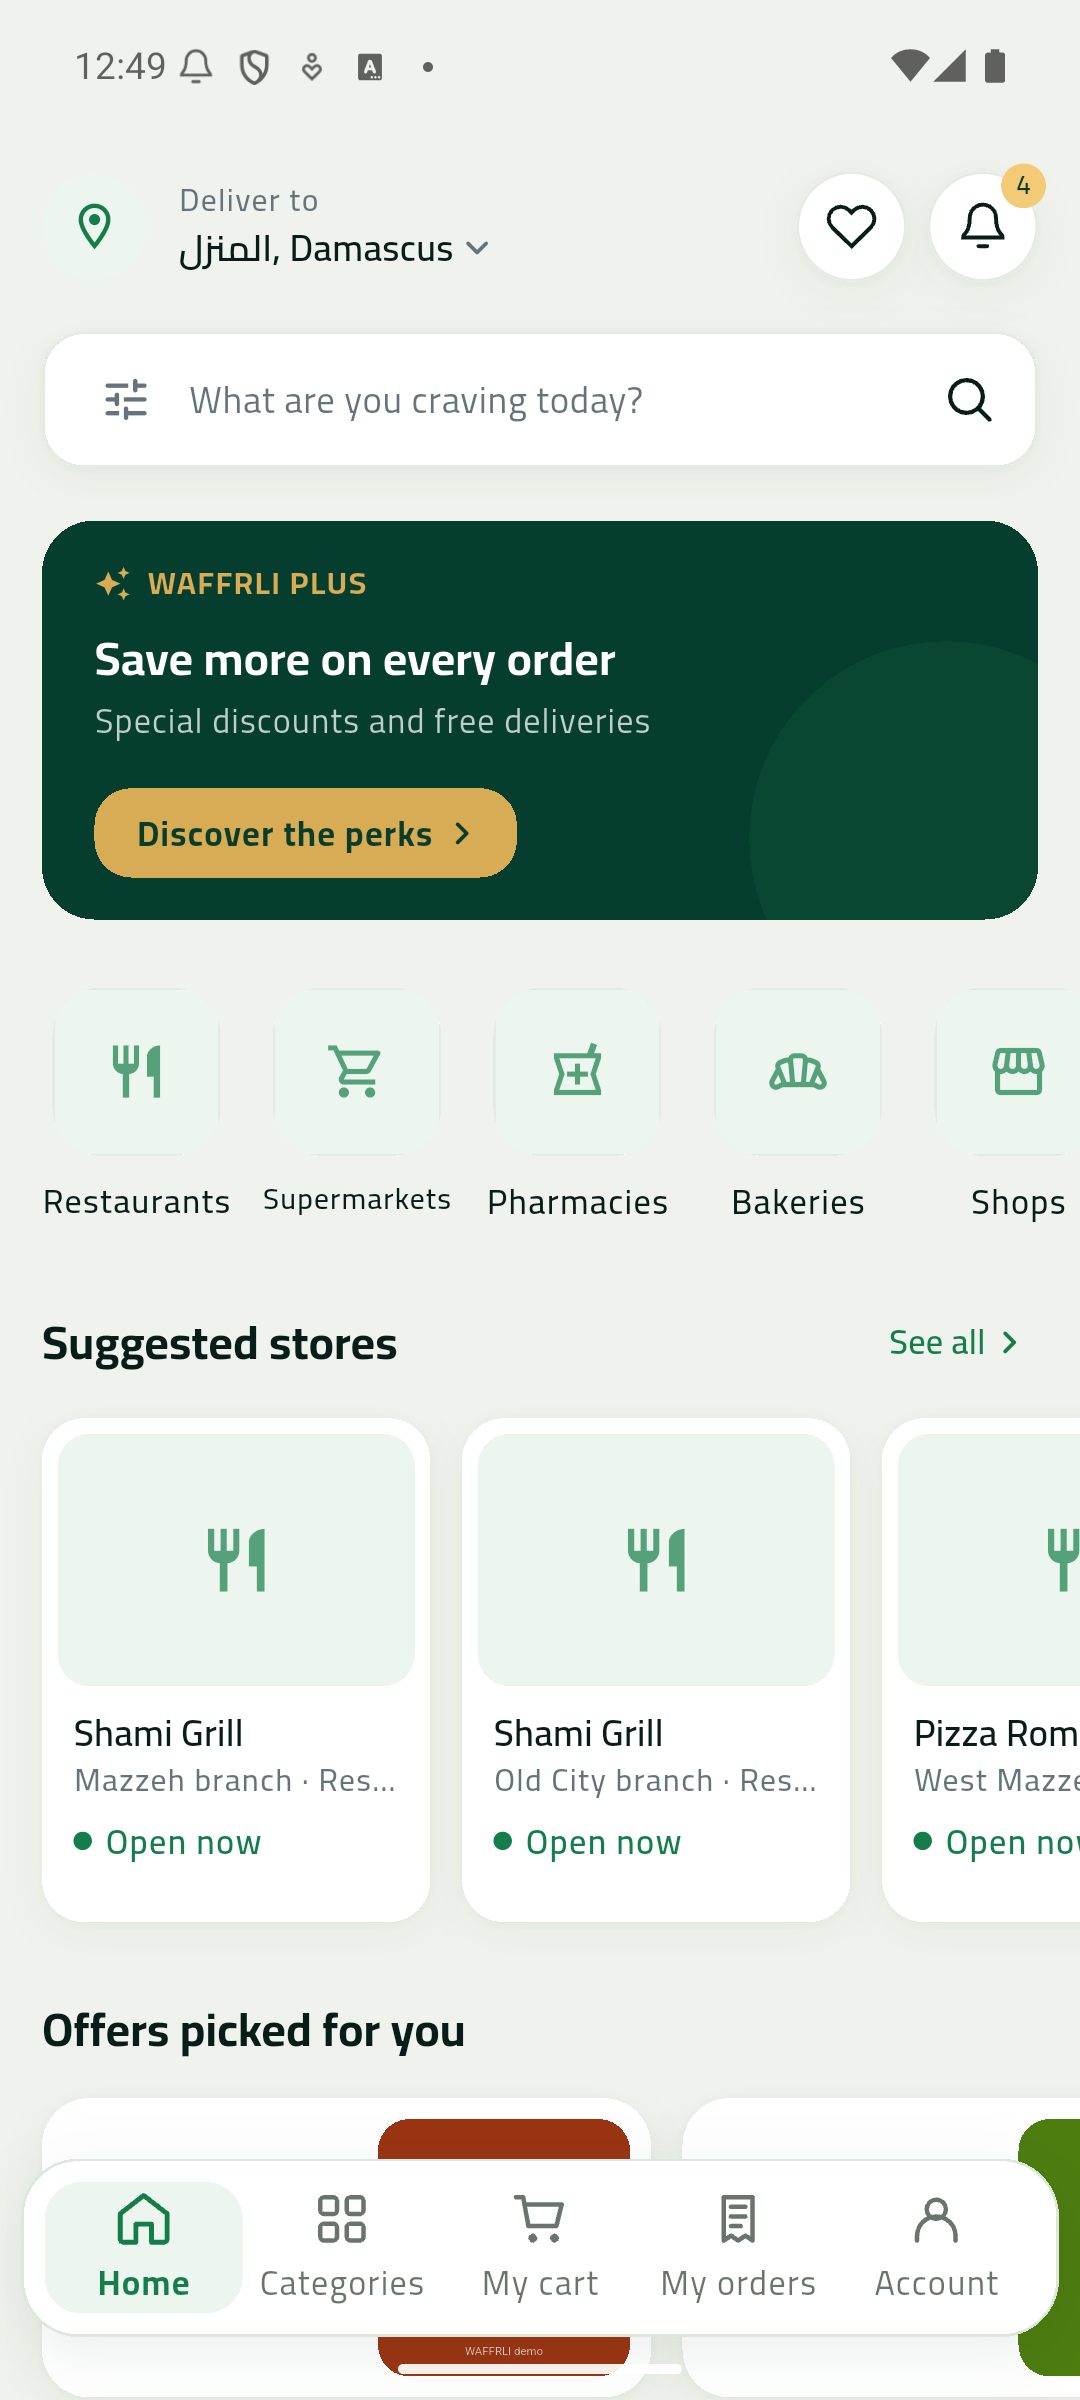 12:49
Deliver to
المنزل, Damascus
4
What are you craving today?
WAFFRLI PLUS
Save more on every order
Special discounts and free deliveries
Discover the perks
Restaurants
Supermarkets
Pharmacies
Bakeries
Shops
Suggested stores
See all
Shami Grill
Mazzeh branch · Res...
Open now
Shami Grill
Old City branch · Res...
Open now
Pizza Rom
West Mazze
Open now
Offers picked for you
Home
Categories
My cart
My orders
Account
WAFFRLI demo